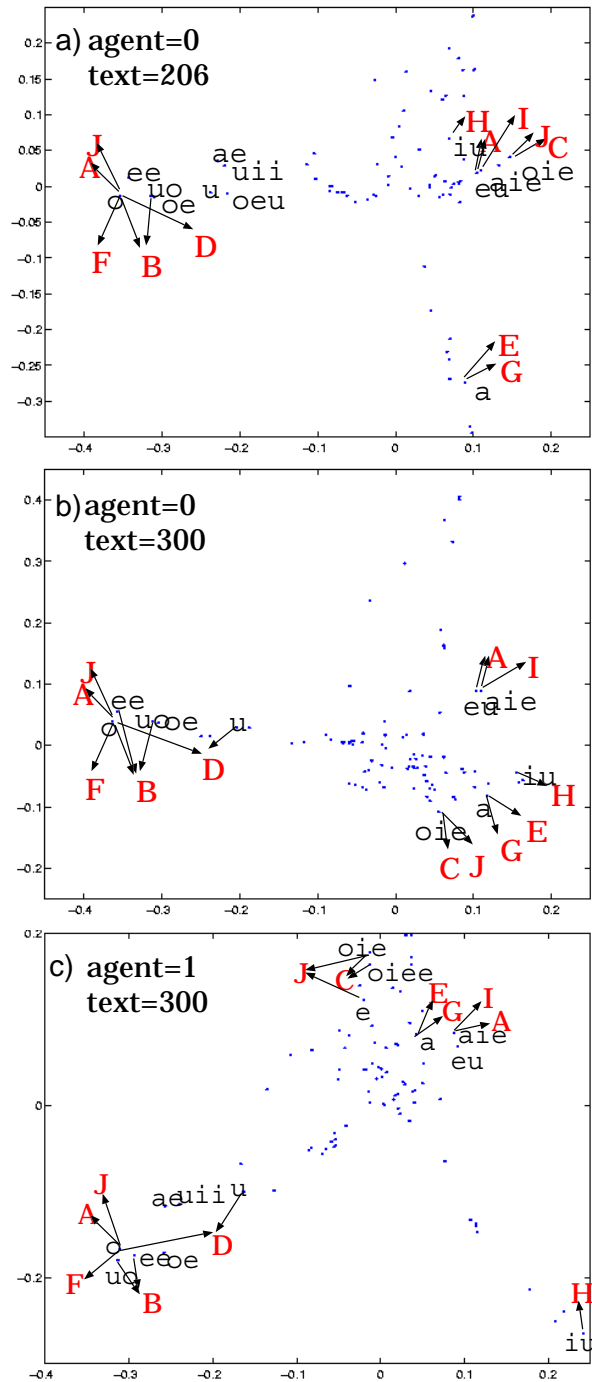 a) agent=0
text=206
0.2
0.15
0.1
0.05
0
−0.05
−0.1
−0.15
−0.2
−0.25
−0.3
−0.4 −0.3 −0.2 −0.1 0 0.1 0.2
H A I J C
iu eu aie oie
J A ee uo oe u ae uii oeu
o
F B D
E
G
a
b) agent=0
text=300
0.4
0.3
0.2
0.1
0
−0.1
−0.2
−0.4 −0.3 −0.2 −0.1 0 0.1 0.2
A I
eu aie
J A ee uo oe u
o
F B D
iu H
a E
oie G
C J
c) agent=1
text=300
0.2
0
−0.2
−0.4 −0.3 −0.2 −0.1 0 0.1 0.2
oie
J C oiee
e
E G I A
a aie
eu
J ae uii u
A
o D
uo ee oe
F B
H
iu